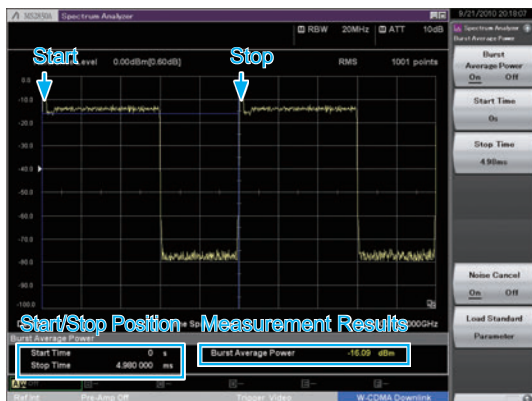 MS2850A Spectrum Analyzer
9/21/2010 20:18:07
RBW 20MHz ATT 10dB
Spectrum Analyzer
Burst Average Power
Start Stop
Level 0.00dBm[0.60dB] RMS 1001 points
Burst
Average Power
On Off
0.0
-10.0
Start Time
0s
-20.0
-30.0
Stop Time
4.98ms
-40.0
-50.0
-60.0
-70.0
-80.0
-90.0
Noise Cancel
On Off
-100.0
Start/Stop Position Measurement Results
Load Standard
Parameter
Burst Average Power
Start Time 0 s
Burst Average Power -16.09 dBm
Stop Time 4.980 000 ms
Off
Ref.Int Pre-Amp Off Trigger Video W-CDMA Downlink